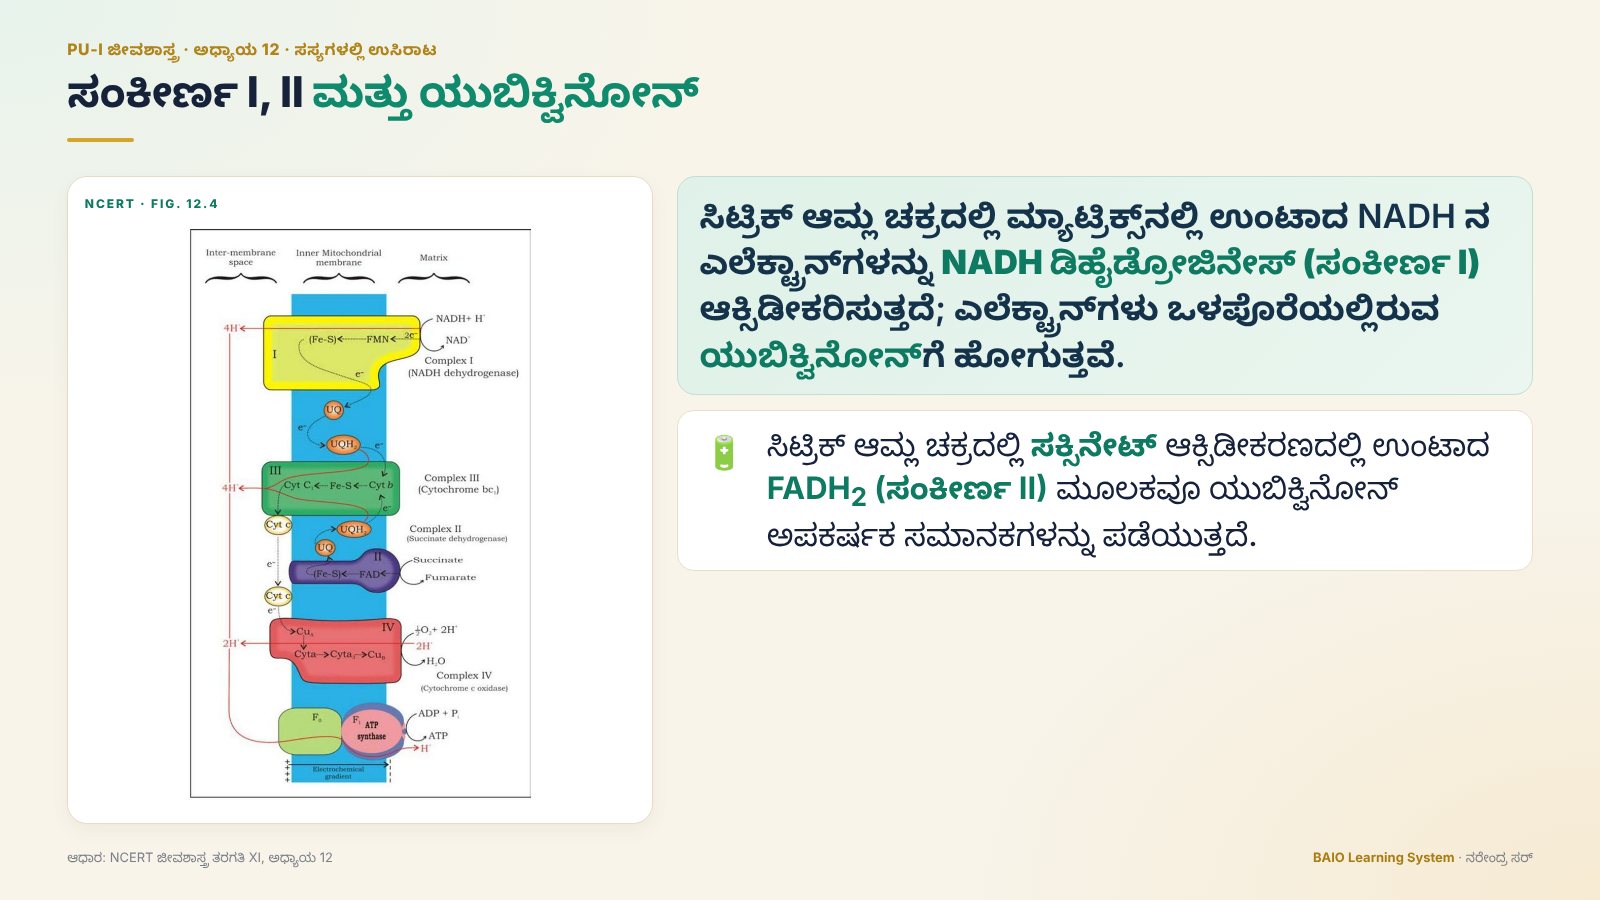 PU-I ಜೀವಶಾಸ್ತ್ರ · ಅಧ್ಯಾಯ 12 · ಸಸ್ಯಗಳಲ್ಲಿ ಉಸಿರಾಟ
ಸಂಕೀರ್ಣ I, II ಮತ್ತು ಯುಬಿಕ್ವಿನೋನ್
NCERT · FIG. 12.4
Inter-membrane space
Inner Mitochondrial membrane
Matrix
4H⁺
NADH+ H⁺
(Fe-S) FMN 2e⁻
NAD⁺
I
Complex I
(NADH dehydrogenase)
e⁻
UQ
e⁻
UQH₂
e⁻
III
Complex III
(Cytochrome bc₁)
4H⁺
Cyt C₁ Fe-S Cyt b
e⁻
Cyt c
UQH₂
Complex II
(Succinate dehydrogenase)
UQ
II
Succinate
e⁻
(Fe-S) FAD
Fumarate
Cyt c
e⁻
IV
½O₂+ 2H⁺
Cu
2H⁺
2H⁺
Cyta Cyta₃ Cu
H₂O
Complex IV
(Cytochrome c oxidase)
F₀
F₁
ATP synthase
ADP + Pᵢ
ATP
H⁺
Electrochemical gradient
ಸಿಟ್ರಿಕ್ ಆಮ್ಲ ಚಕ್ರದಲ್ಲಿ ಮ್ಯಾಟ್ರಿಕ್ಸ್‌ನಲ್ಲಿ ಉಂಟಾದ NADH ನ
ಎಲೆಕ್ಟ್ರಾನ್‌ಗಳನ್ನು NADH ಡಿಹೈಡ್ರೋಜಿನೇಸ್ (ಸಂಕೀರ್ಣ I)
ಆಕ್ಸಿಡೀಕರಿಸುತ್ತದೆ; ಎಲೆಕ್ಟ್ರಾನ್‌ಗಳು ಒಳಪೊರೆಯಲ್ಲಿರುವ
ಯುಬಿಕ್ವಿನೋನ್‌ಗೆ ಹೋಗುತ್ತವೆ.
ಸಿಟ್ರಿಕ್ ಆಮ್ಲ ಚಕ್ರದಲ್ಲಿ ಸಕ್ಸಿನೇಟ್ ಆಕ್ಸಿಡೀಕರಣದಲ್ಲಿ ಉಂಟಾದ
FADH₂ (ಸಂಕೀರ್ಣ II) ಮೂಲಕವೂ ಯುಬಿಕ್ವಿನೋನ್
ಅಪಕರ್ಷಕ ಸಮಾನಕಗಳನ್ನು ಪಡೆಯುತ್ತದೆ.
ಆಧಾರ: NCERT ಜೀವಶಾಸ್ತ್ರ ತರಗತಿ XI, ಅಧ್ಯಾಯ 12
BAIO Learning System · ನರೇಂದ್ರ ಸರ್